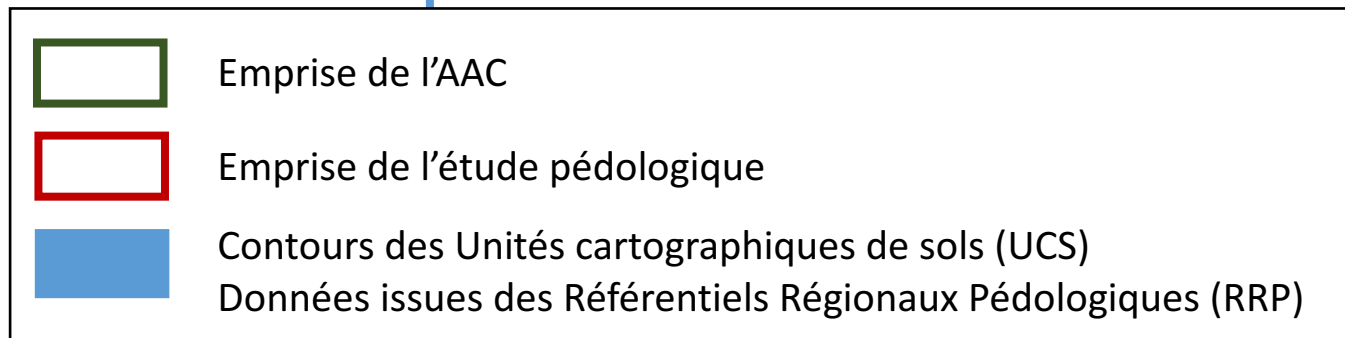 Emprise de l’AAC
Emprise de l’étude pédologique
Contours des Unités cartographiques de sols (UCS)
Données issues des Référentiels Régionaux Pédologiques (RRP)